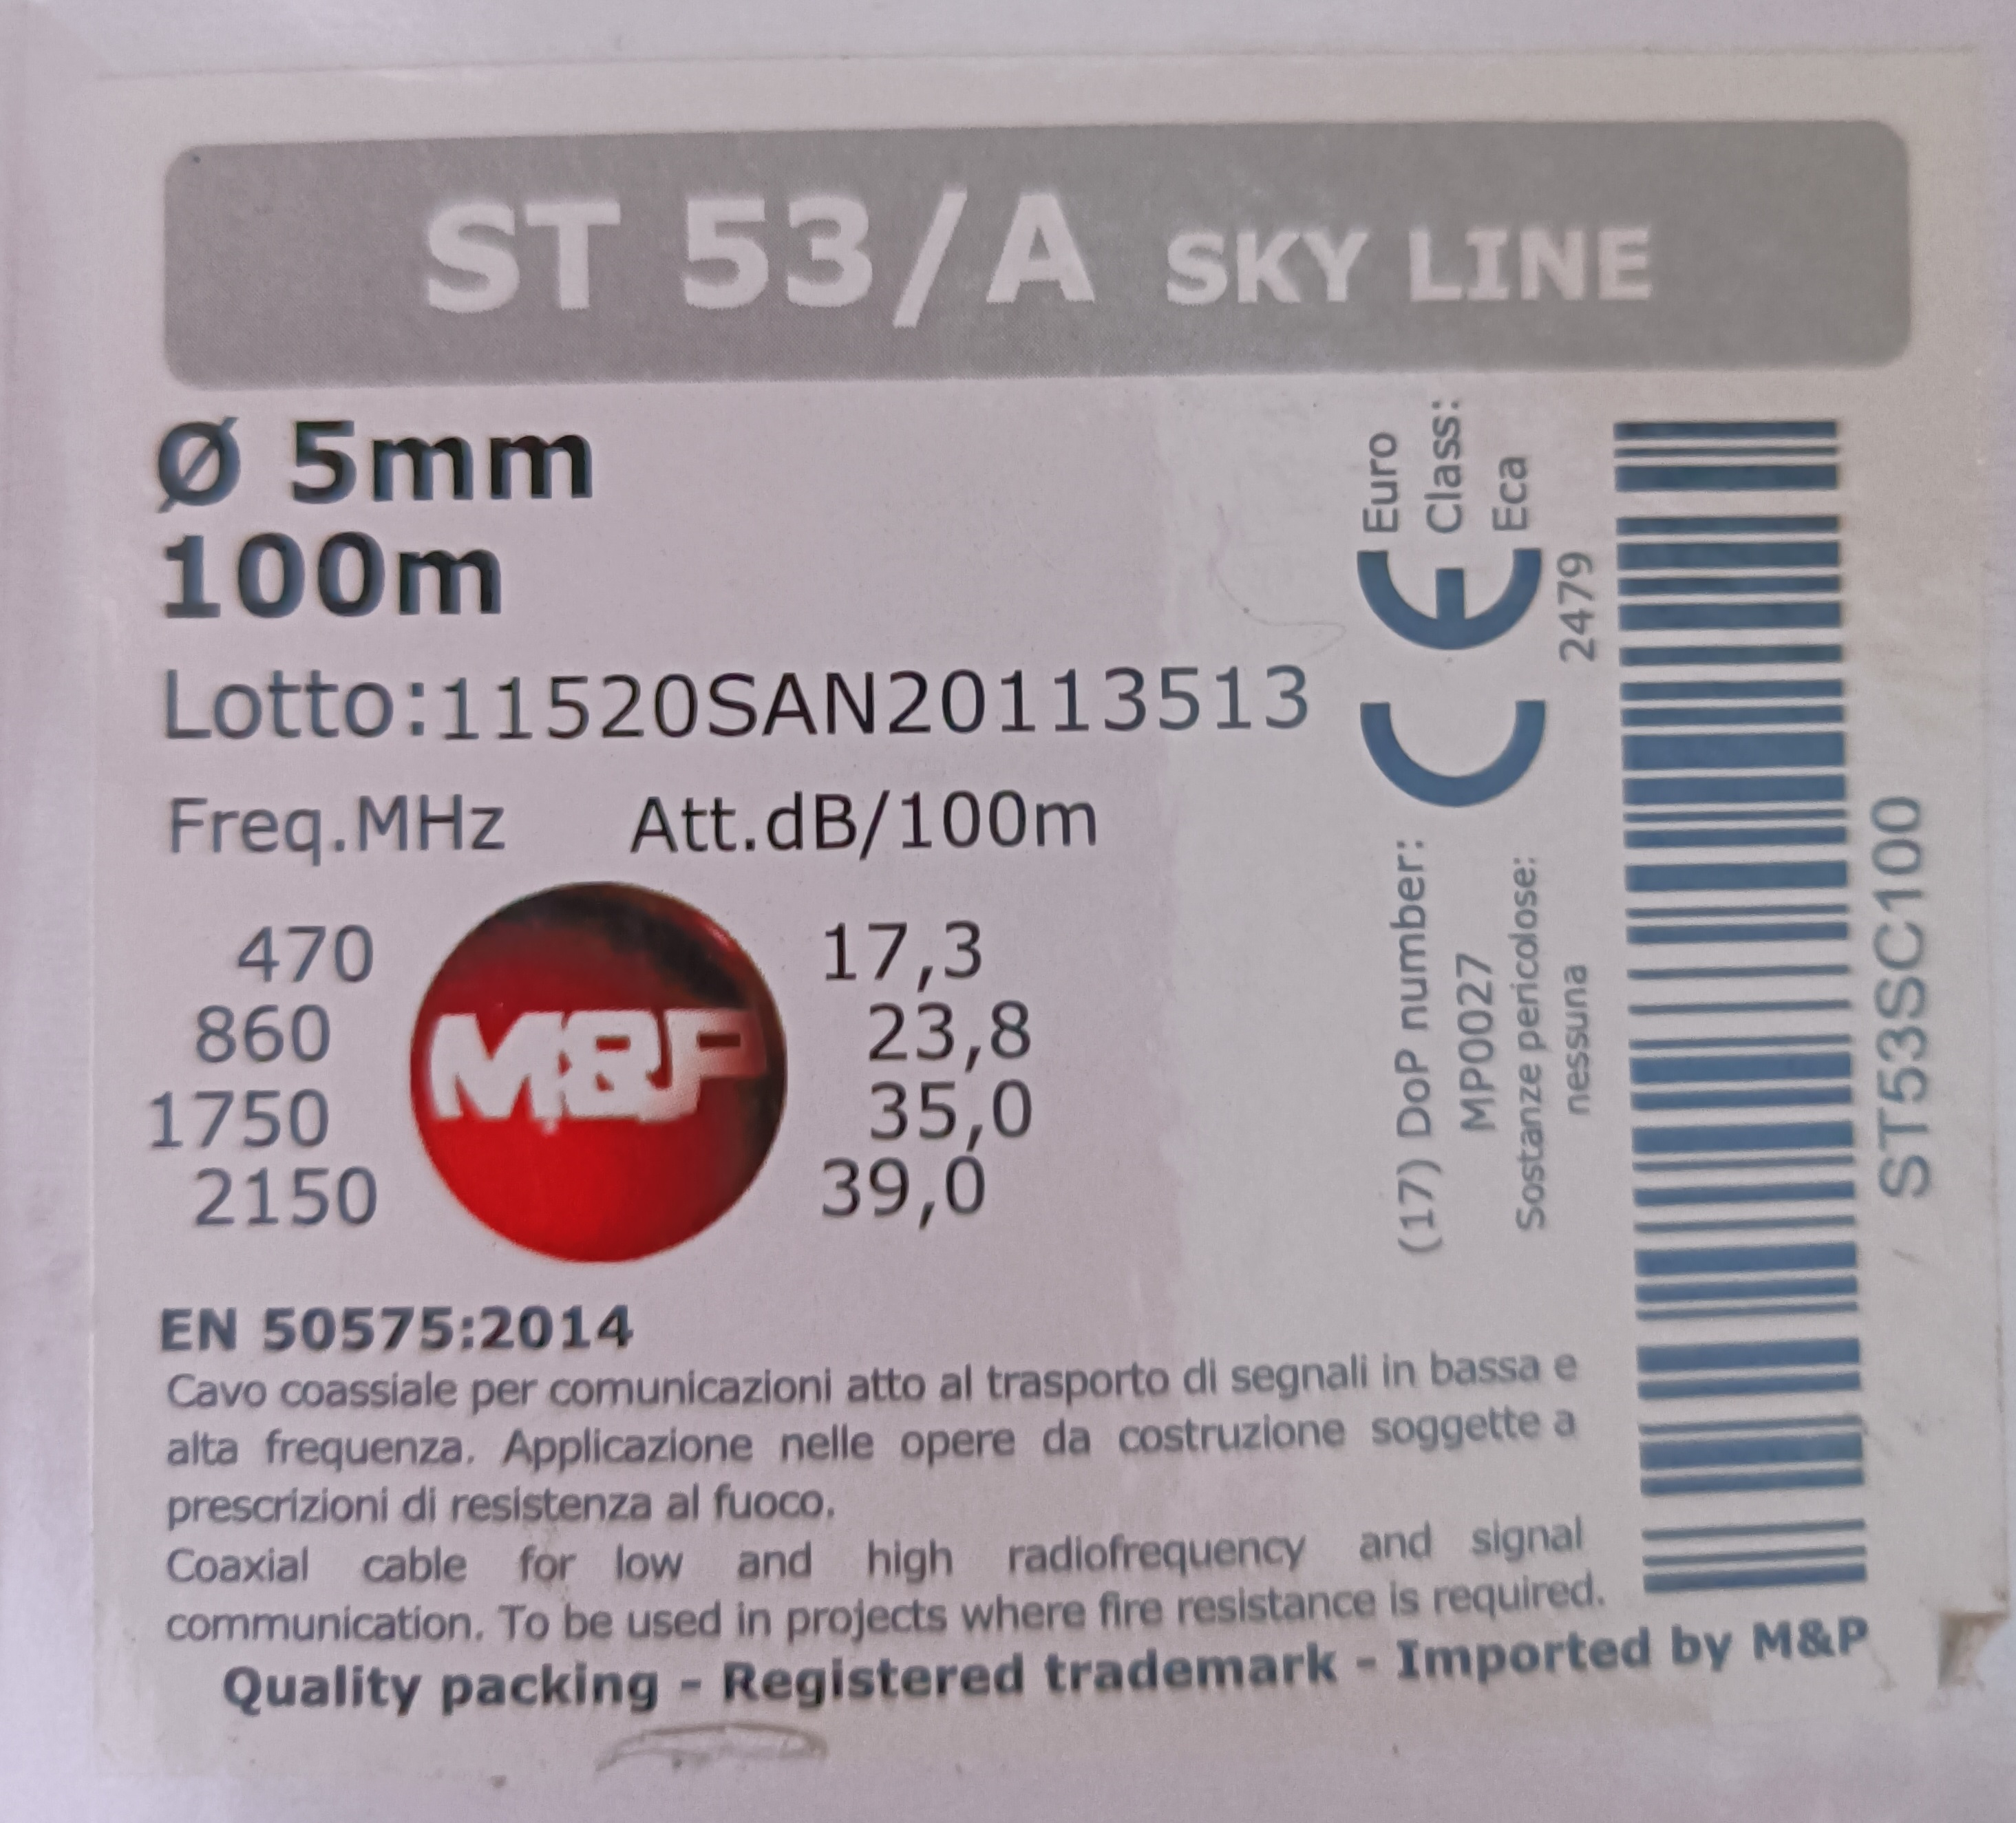 ST 53/A SKY LINE
Ø 5mm
100m
Lotto:11520SAN20113513
Freq.MHz Att.dB/100m
470 17,3
860 23,8
1750 35,0
2150 39,0
M&P
EN 50575:2014
Cavo coassiale per comunicazioni atto al trasporto di segnali in bassa e
alta frequenza. Applicazione nelle opere da costruzione soggette a
prescrizioni di resistenza al fuoco.
Coaxial cable for low and high radiofrequency and signal
communication. To be used in projects where fire resistance is required.
Quality packing - Registered trademark - Imported by M&P
CE
Euro
Class:
Eca
2479
(17) DoP number:
MP0027
Sostanze pericolose:
nessuna
ST53SC100